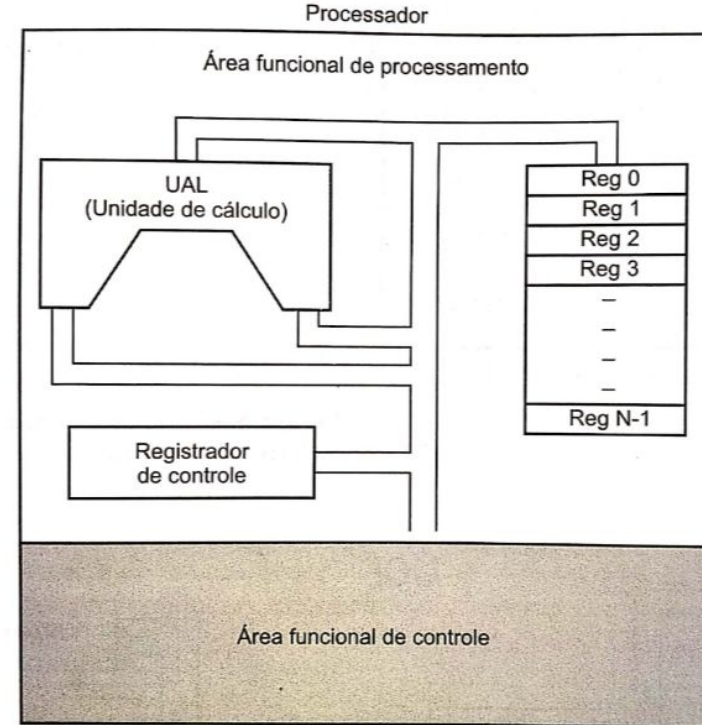 Processador
Área funcional de processamento
UAL
(Unidade de cálculo)
Reg 0
Reg 1
Reg 2
Reg 3
–
–
–
–
Reg N-1
Registrador
de controle
Área funcional de controle